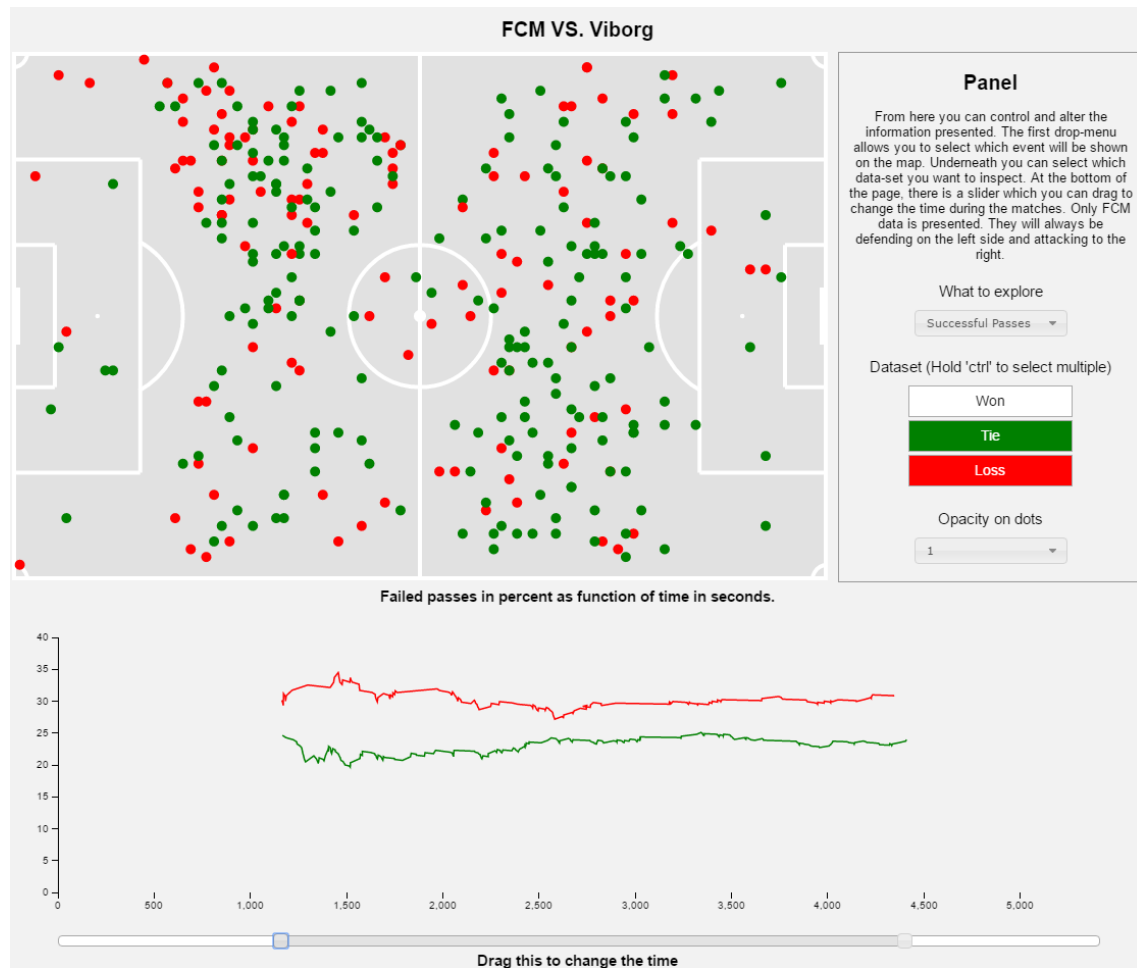 FCM VS. Viborg
Panel
From here you can control and alter the
information presented. The first drop-menu
allows you to select which event will be shown
on the map. Underneath you can select which
data-set you want to inspect. At the bottom of
the page, there is a slider which you can drag to
change the time during the matches. Only FCM
data is presented. They will always be
defending on the left side and attacking to the
right.
What to explore
Successful Passes
Dataset (Hold 'ctrl' to select multiple)
Won
Tie
Loss
Opacity on dots
1
Failed passes in percent as function of time in seconds.
40
35
30
25
20
15
10
5
0
0 500 1,000 1,500 2,000 2,500 3,000 3,500 4,000 4,500 5,000
Drag this to change the time